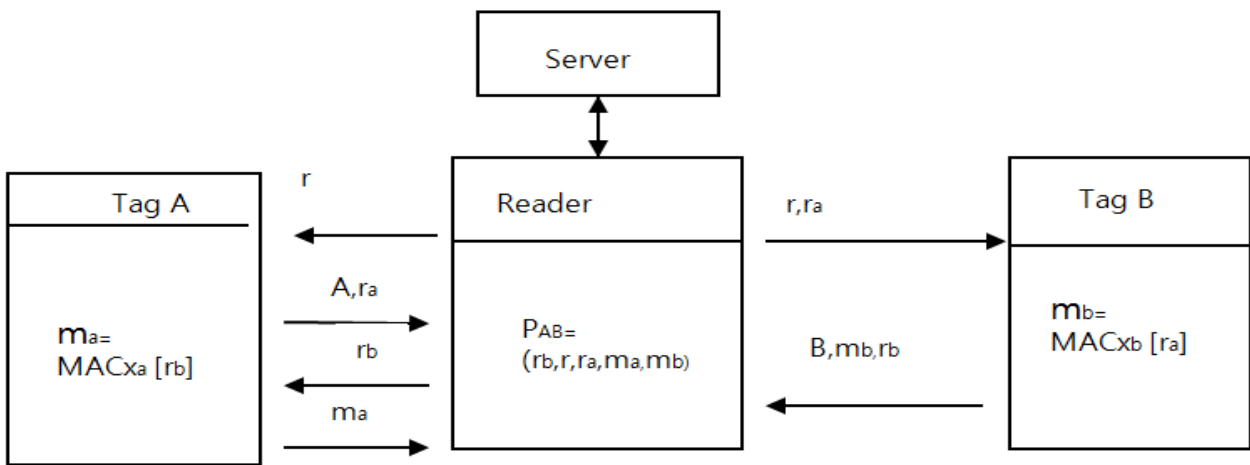 Server
r
Tag A
Reader
r,ra
Tag B
A,ra
ma=
MACxa [rb]
rb
ma
PAB=
(rb,r,ra,ma,mb)
B,mb,rb
mb=
MACxb [ra]